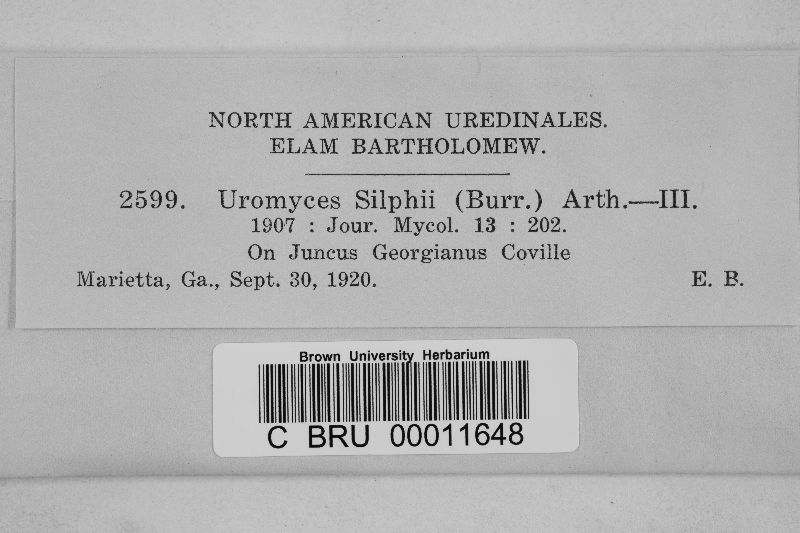 NORTH AMERICAN UREDINALES.
ELAM BARTHOLOMEW.
2599. Uromyces Silphii (Burr.) Arth.—III.
1907 : Jour. Mycol. 13 : 202.
On Juncus Georgianus Coville
Marietta, Ga., Sept. 30, 1920. E. B.
Brown University Herbarium
C BRU 00011648